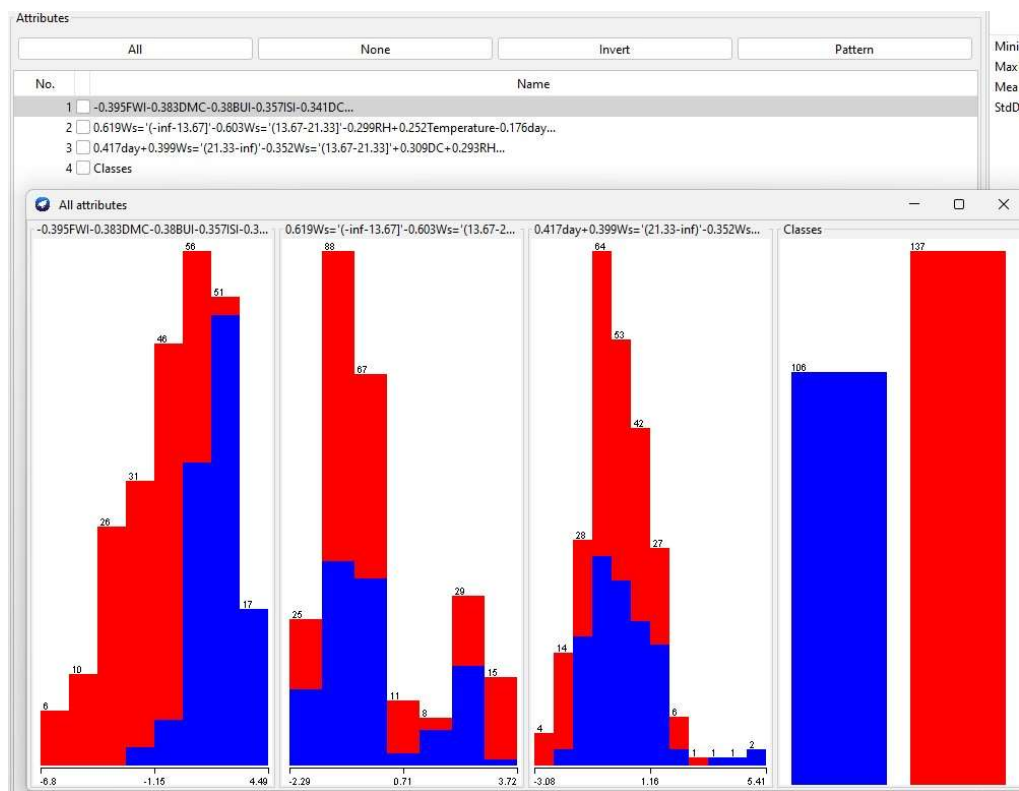 Attributes
All None Invert Pattern
No. Name
1 -0.395FWI-0.383DMC-0.38BUI-0.357ISI-0.341DC...
2 0.619Ws='(-inf-13.67]'-0.603Ws='(13.67-21.33]'-0.299RH+0.252Temperature-0.176day...
3 0.417day+0.399Ws='(21.33-inf)'-0.352Ws='(13.67-21.33]'+0.309DC+0.293RH...
4 Classes
Mini
Max
Mea
StdD
All attributes
-0.395FWI-0.383DMC-0.38BUI-0.357ISI-0.3...
6 10 26 31 46 56 51 17
-6.8 -1.15 4.49
0.619Ws='(-inf-13.67]'-0.603Ws='(13.67-2...
25 88 67 11 8 29 15
-2.29 0.71 3.72
0.417day+0.399Ws='(21.33-inf)'-0.352Ws...
4 14 28 64 53 42 27 6 1 1 1 2
-3.08 1.16 5.41
Classes
106 137